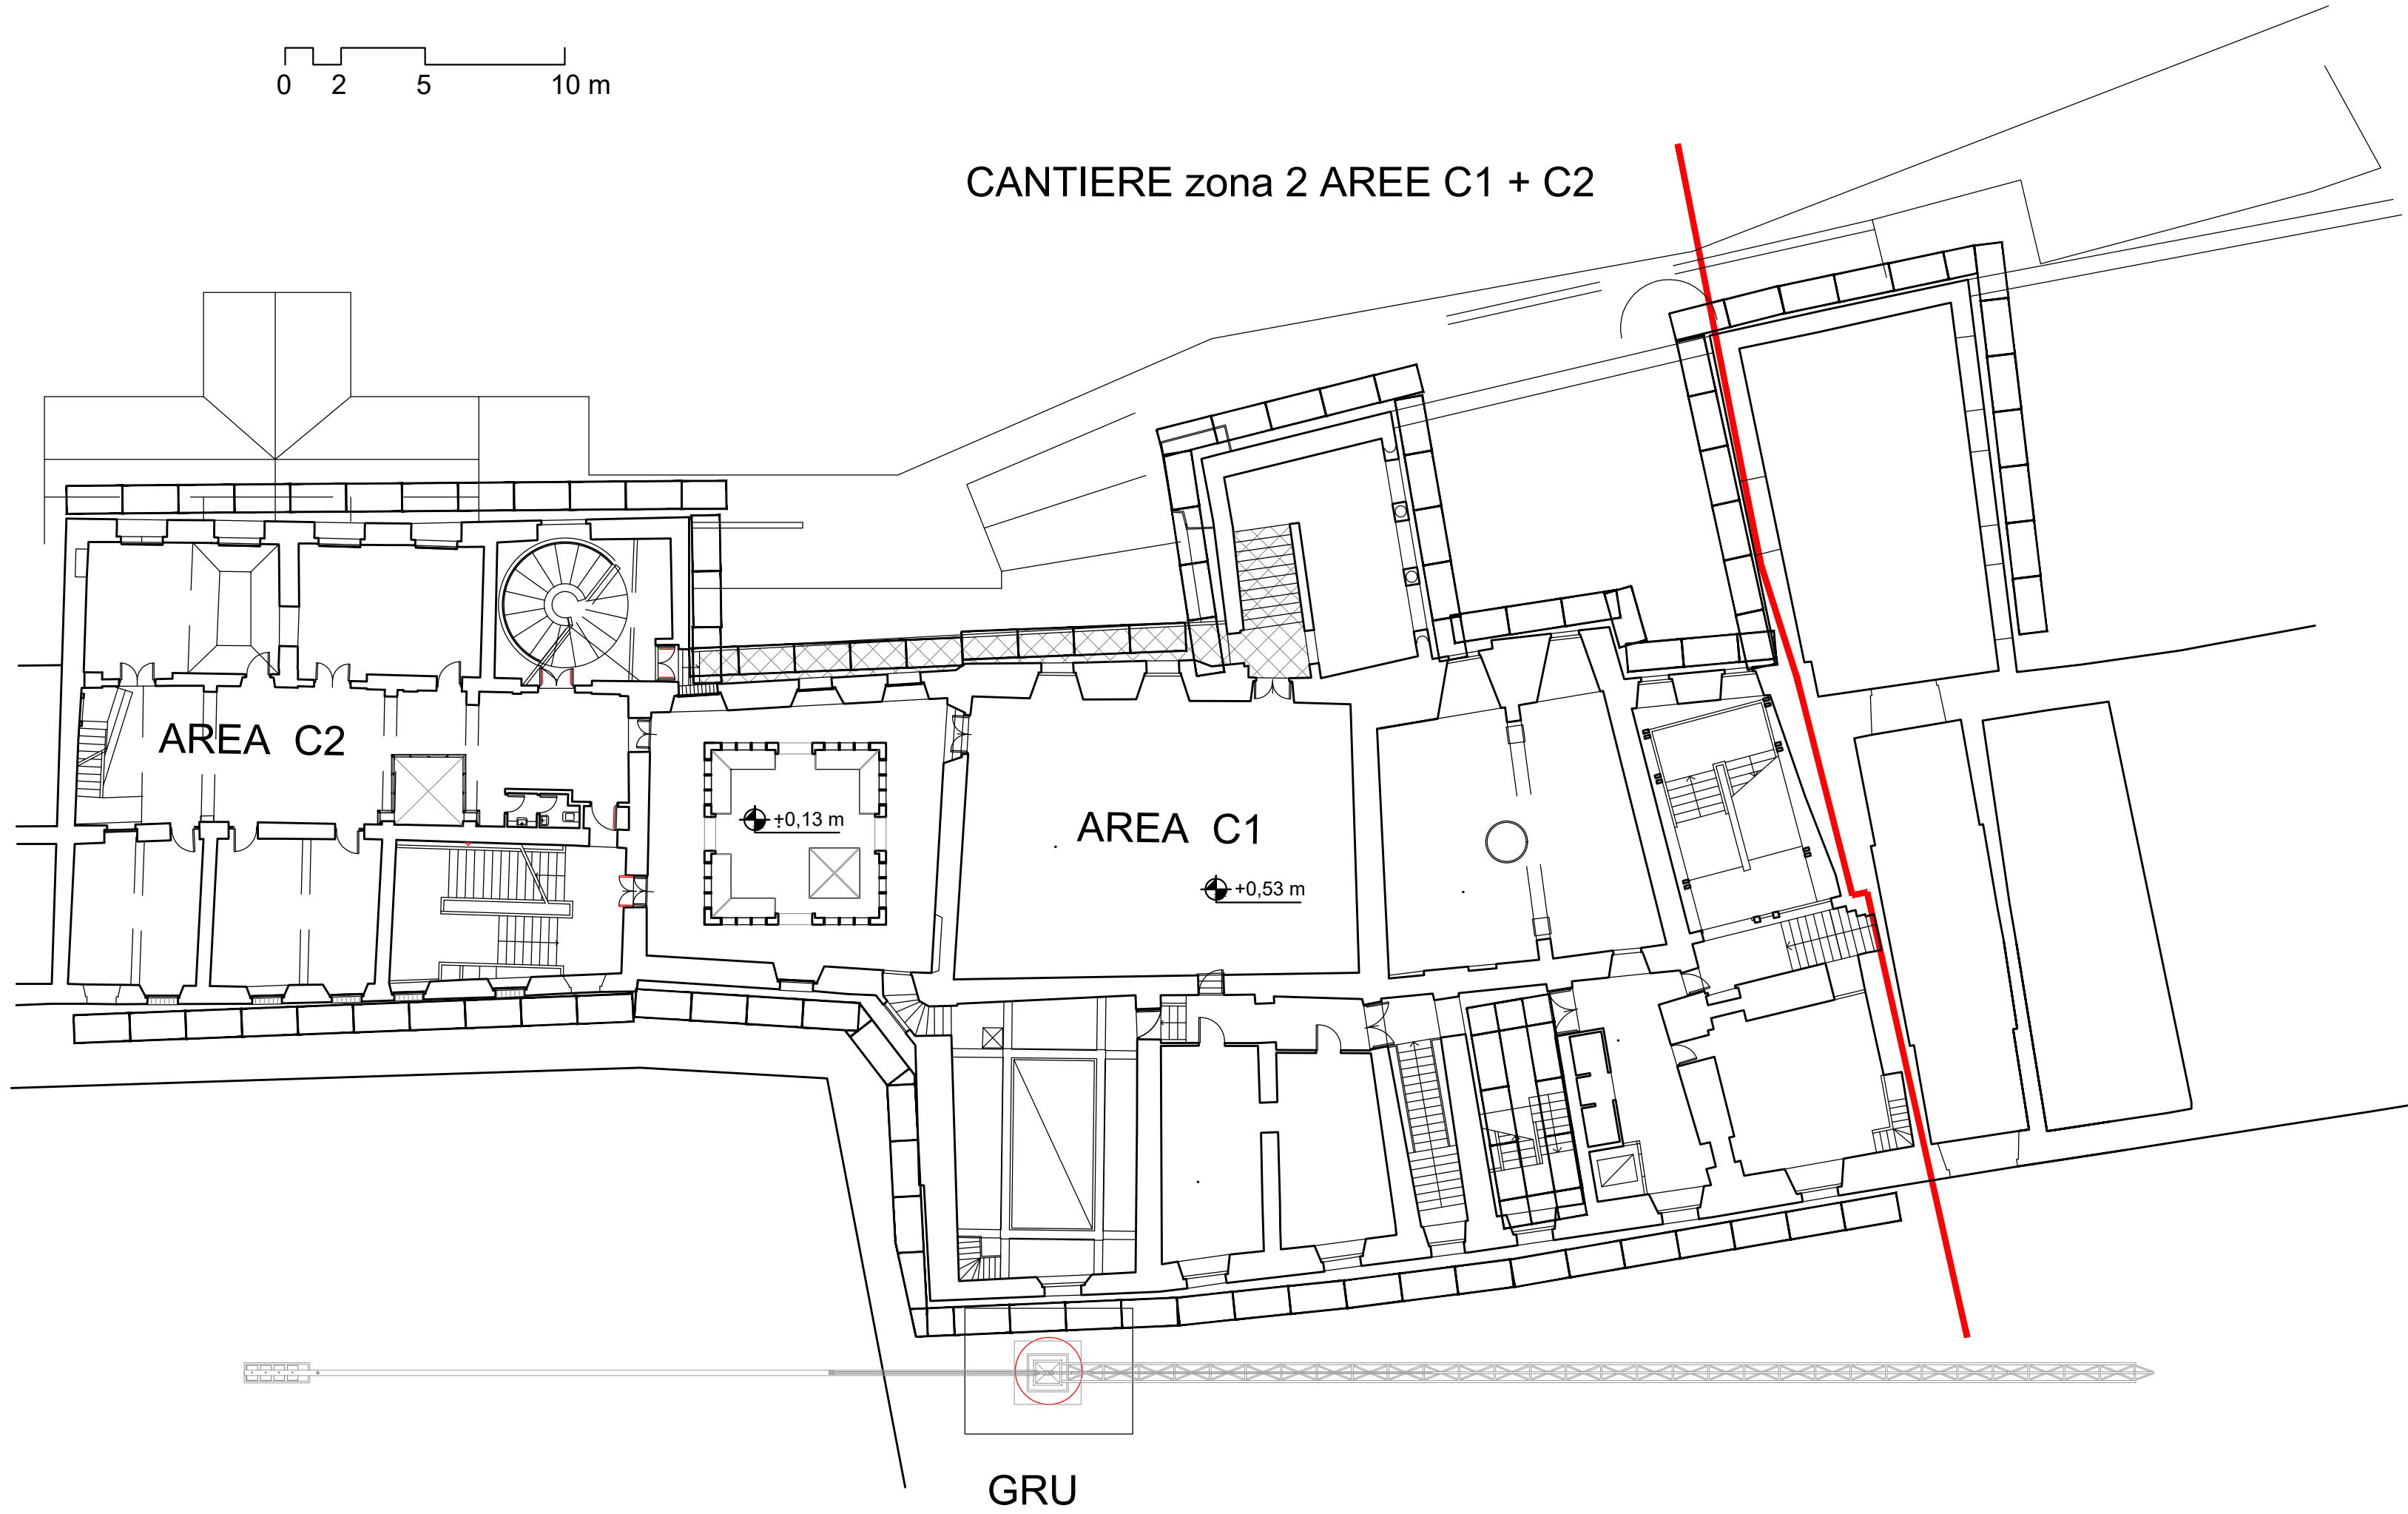 0 2 5 10 m
CANTIERE zona 2 AREE C1 + C2
AREA C2
+0,13 m
AREA C1
+0,53 m
GRU